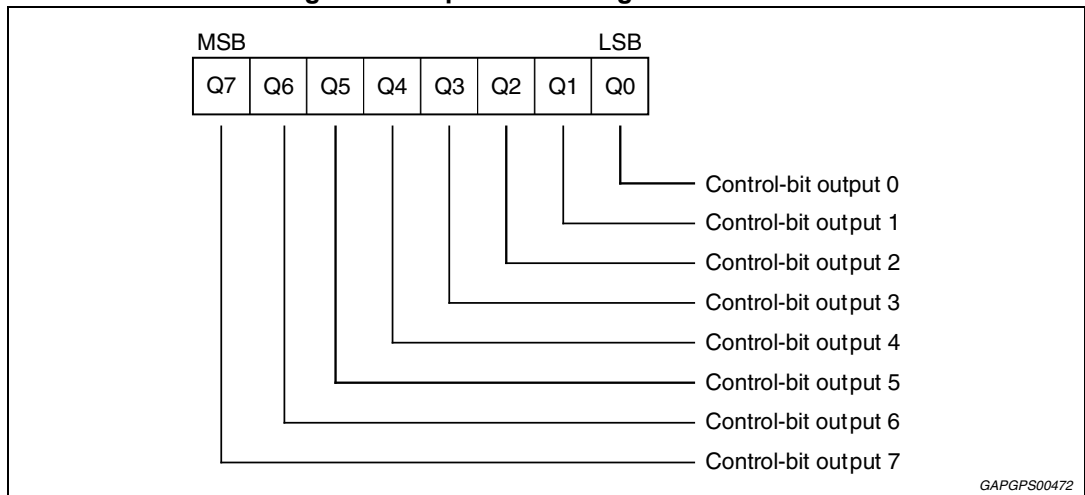 MSB LSB
Q7 Q6 Q5 Q4 Q3 Q2 Q1 Q0
Control-bit output 0
Control-bit output 1
Control-bit output 2
Control-bit output 3
Control-bit output 4
Control-bit output 5
Control-bit output 6
Control-bit output 7
GAPGPS00472